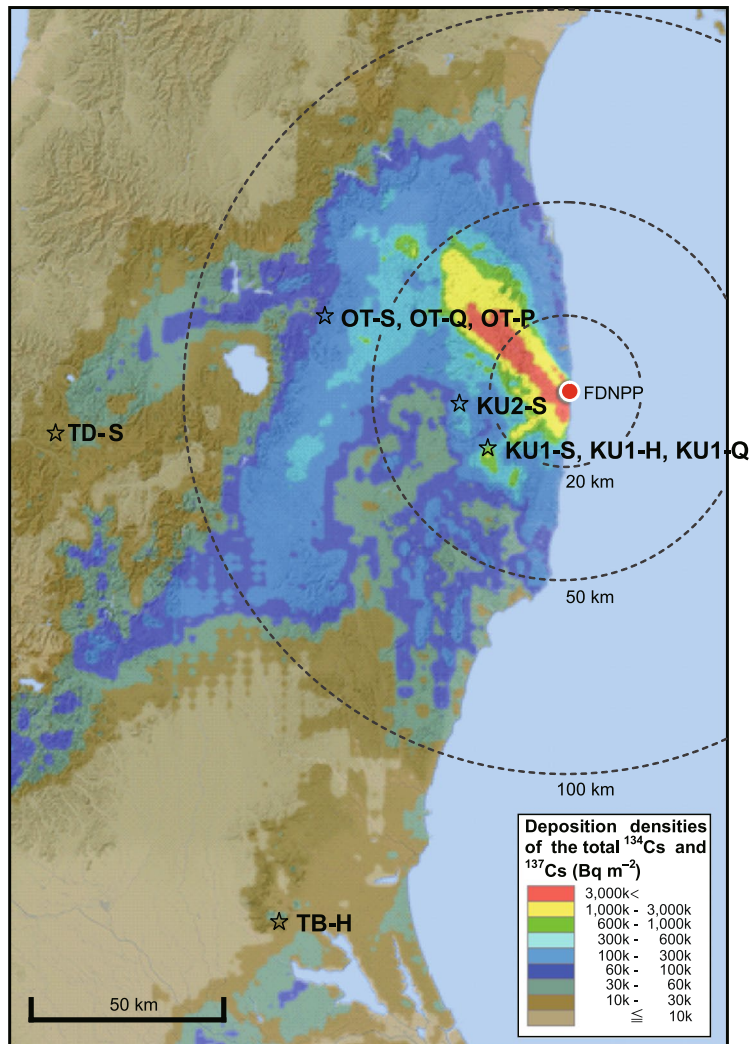 OT-S, OT-Q, OT-P
FDNPP
KU2-S
TD-S
KU1-S, KU1-H, KU1-Q
20 km
50 km
100 km
Deposition densities
of the total ¹³⁴Cs and
¹³⁷Cs (Bq m⁻²)
3,000k<
1,000k - 3,000k
600k - 1,000k
300k - 600k
100k - 300k
60k - 100k
30k - 60k
10k - 30k
≦ 10k
TB-H
50 km